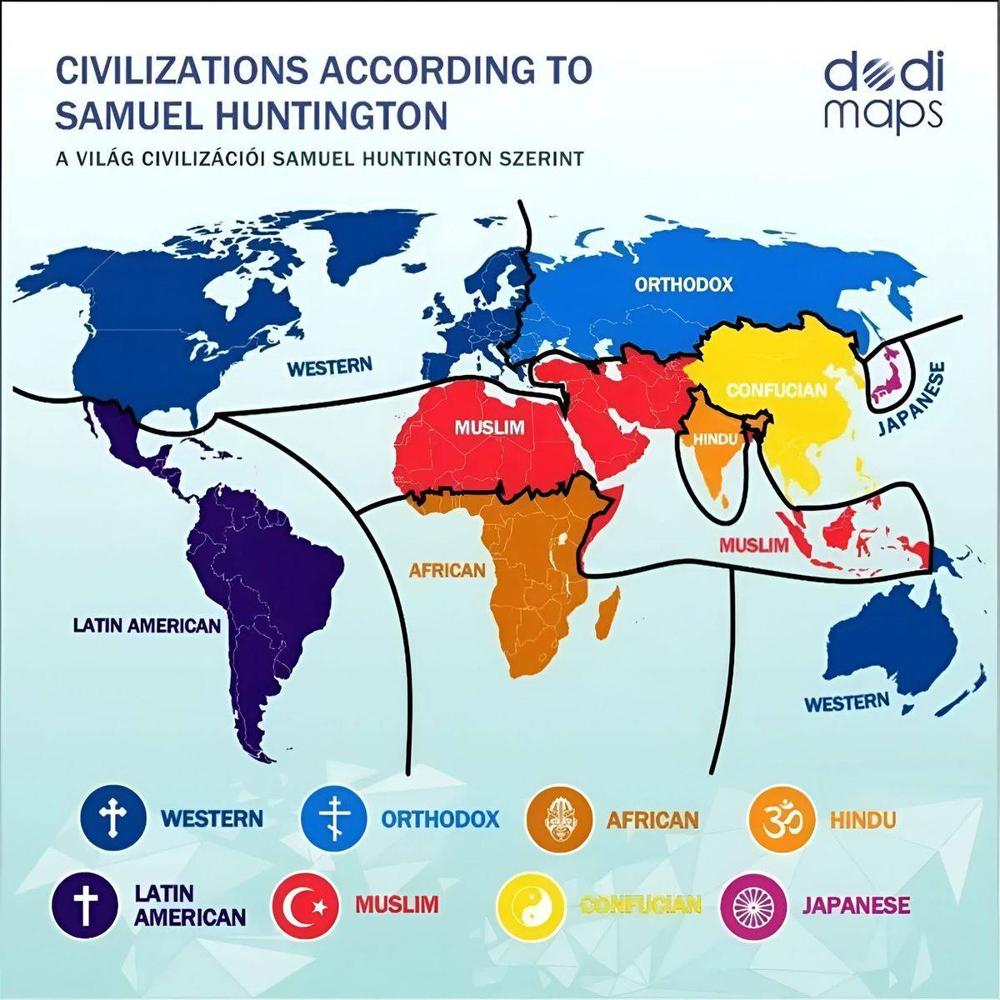 CIVILIZATIONS ACCORDING TO
SAMUEL HUNTINGTON
A VILÁG CIVILIZÁCIÓI SAMUEL HUNTINGTON SZERINT
dodi
maps
ORTHODOX
WESTERN
CONFUCIAN
JAPANESE
MUSLIM
HINDU
MUSLIM
AFRICAN
LATIN AMERICAN
WESTERN
WESTERN
ORTHODOX
AFRICAN
ॐ HINDU
LATIN
AMERICAN
MUSLIM
CONFUCIAN
JAPANESE